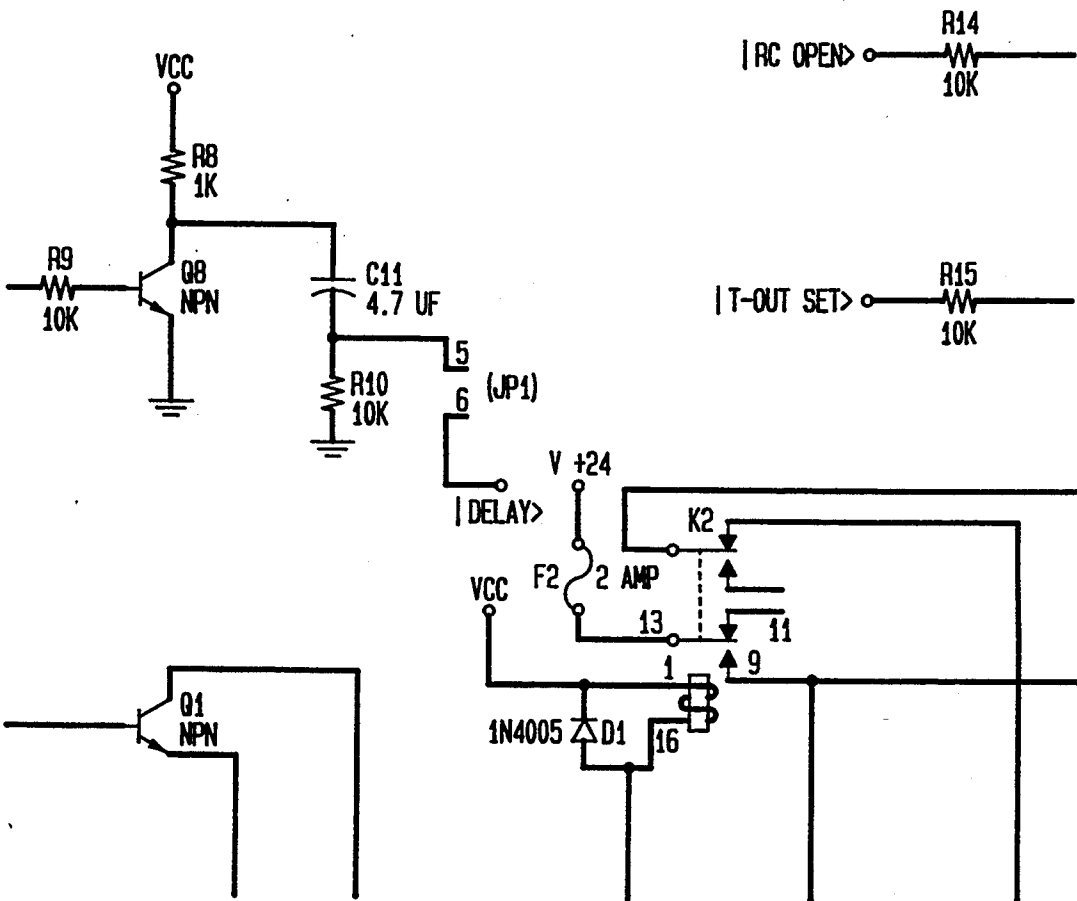 R14
|RC OPEN>
10K
VCC
R8
1K
R9
10K
Q8
NPN
C11
4.7 UF
R15
|T-OUT SET>
10K
5
(JP1)
6
R10
10K
|DELAY>
V +24
K2
F2
2 AMP
VCC
13
11
1
9
Q1
NPN
1N4005
D1
16